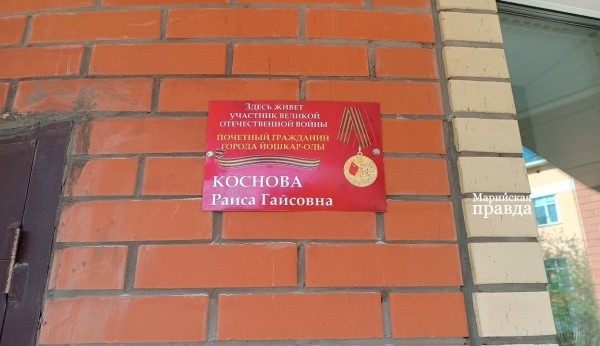 Здесь живет
участник Великой
Отечественной войны
Почетный гражданин
города Йошкар-Олы
КОСНОВА
Раиса Гайсовна
Марийская
правда